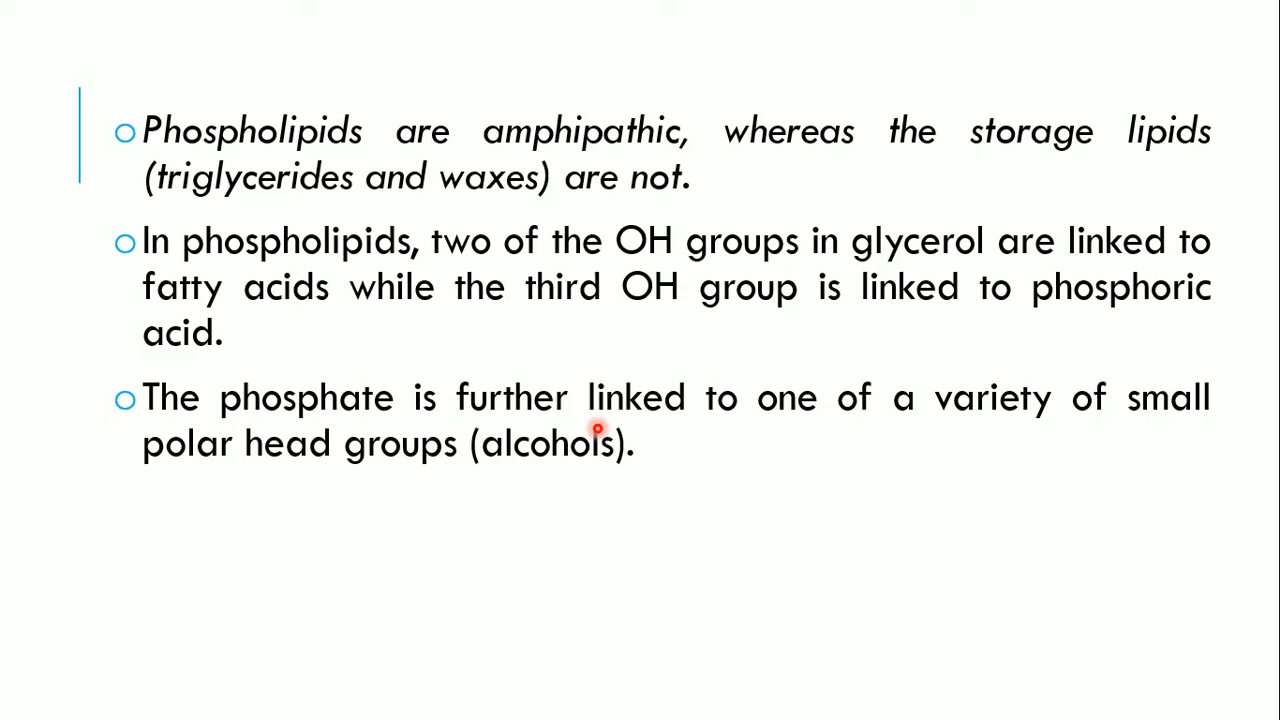 Phospholipids are amphipathic, whereas the storage lipids
(triglycerides and waxes) are not.
In phospholipids, two of the OH groups in glycerol are linked to
fatty acids while the third OH group is linked to phosphoric
acid.
The phosphate is further linked to one of a variety of small
polar head groups (alcohols).